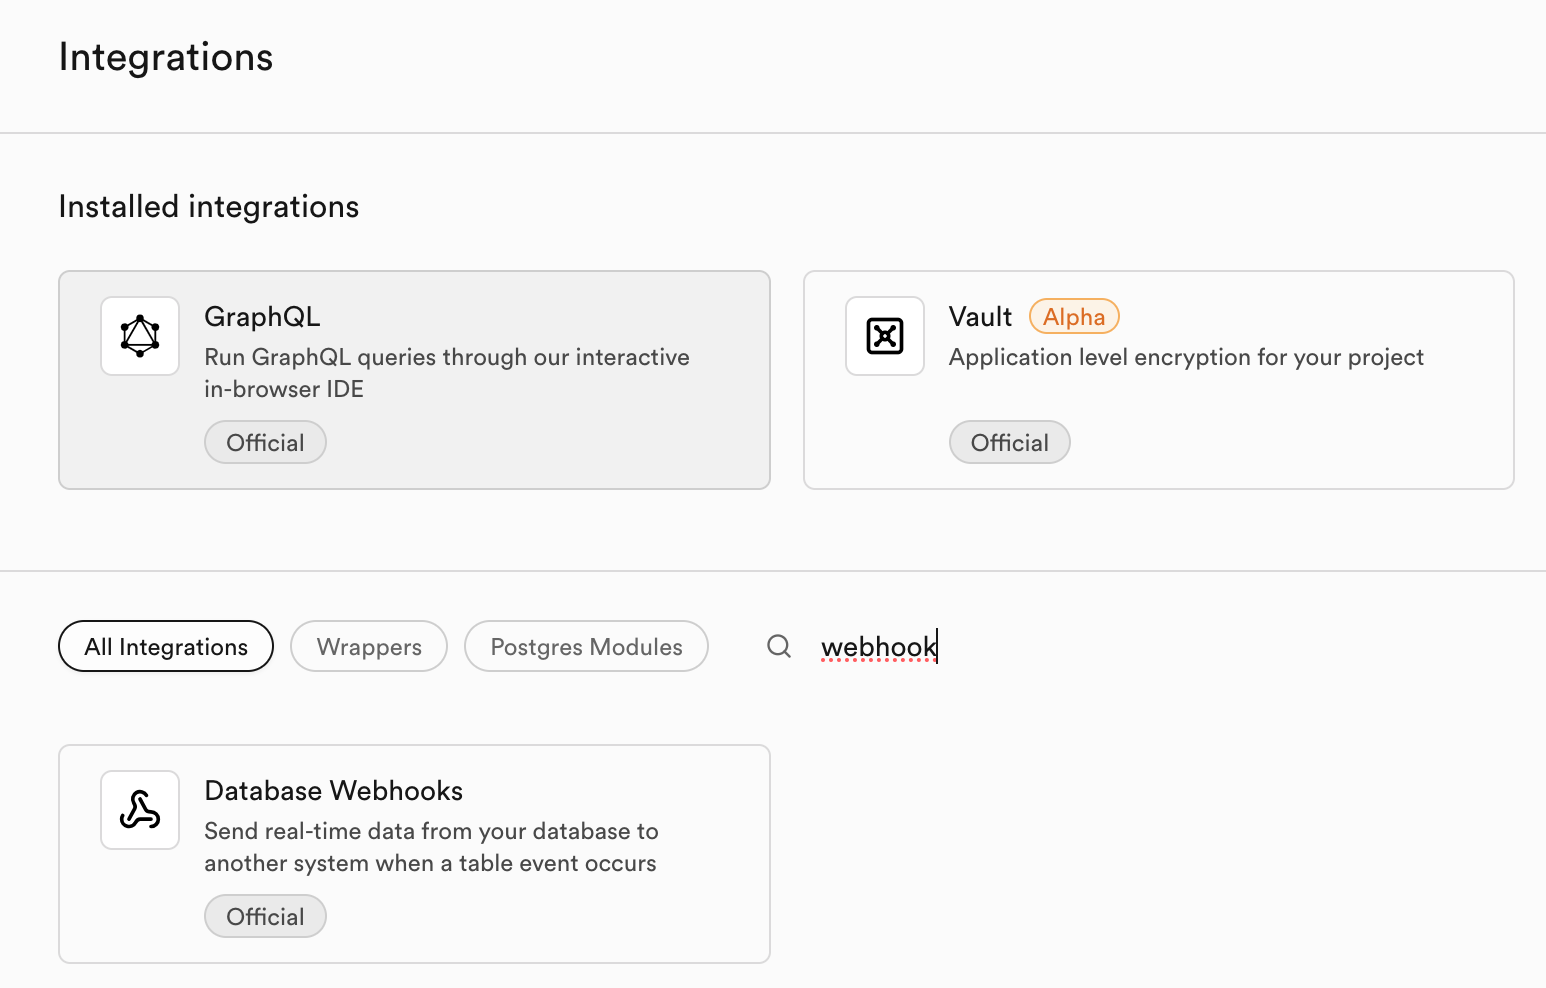 Integrations
Installed integrations
GraphQL
Run GraphQL queries through our interactive
in-browser IDE
Official
Vault Alpha
Application level encryption for your project
Official
All Integrations Wrappers Postgres Modules webhook
Database Webhooks
Send real-time data from your database to
another system when a table event occurs
Official